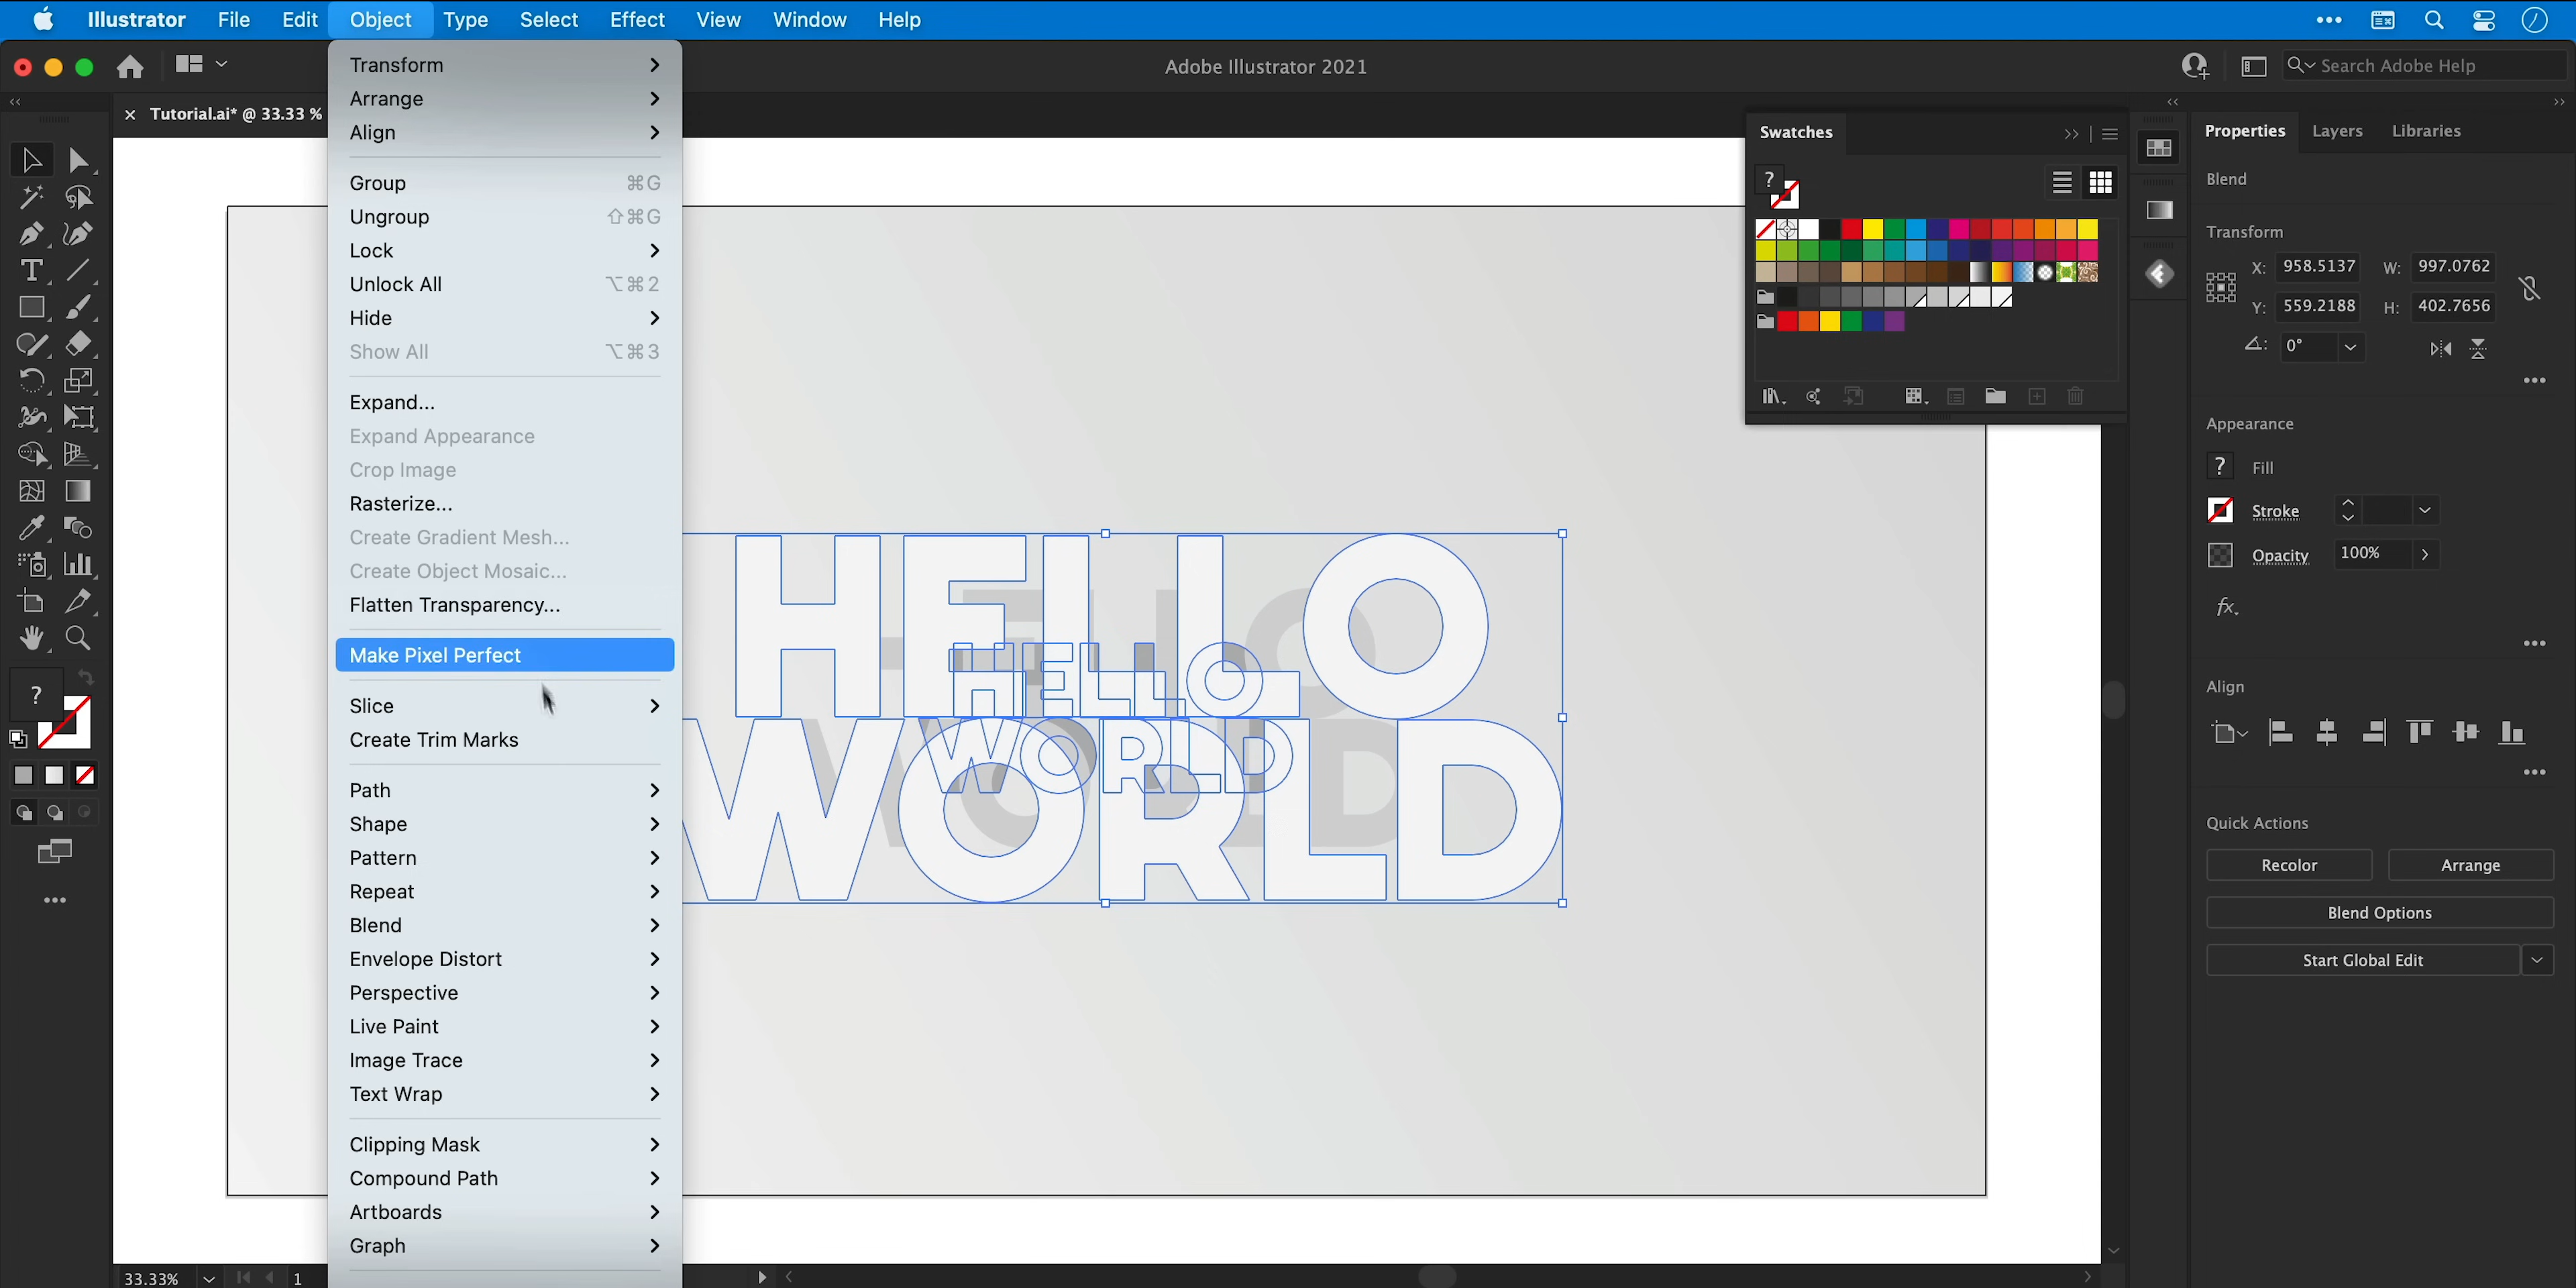 Illustrator File Edit Object Type Select Effect View Window Help
Adobe Illustrator 2021
Search Adobe Help
× Tutorial.ai* @ 33.33 %
Transform
Arrange
Align
Group ⌘G
Ungroup ⇧⌘G
Lock
Unlock All ⌥⌘2
Hide
Show All ⌥⌘3
Expand...
Expand Appearance
Crop Image
Rasterize...
Create Gradient Mesh...
Create Object Mosaic...
Flatten Transparency...
Make Pixel Perfect
Slice
Create Trim Marks
Path
Shape
Pattern
Repeat
Blend
Envelope Distort
Perspective
Live Paint
Image Trace
Text Wrap
Clipping Mask
Compound Path
Artboards
Graph
HELLO
WORLD
HELLO
WORLD
Swatches
?
Properties Layers Libraries
Blend
Transform
X: 958.5137 W: 997.0762
Y: 559.2188 H: 402.7656
0°
Appearance
? Fill
Stroke
Opacity 100%
fx.
Align
Quick Actions
Recolor Arrange
Blend Options
Start Global Edit
?
33.33% 1